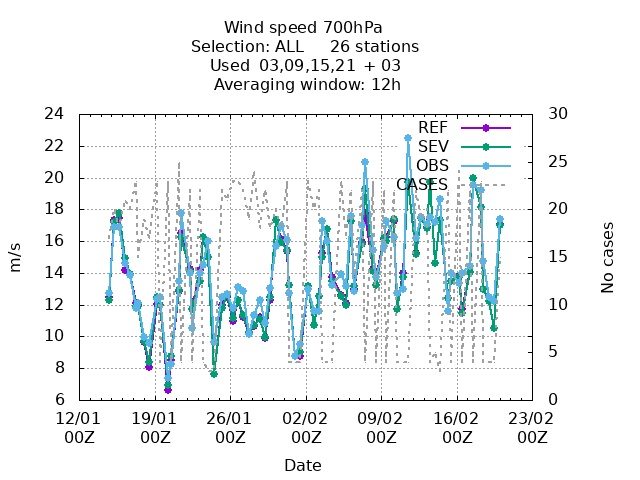 Wind speed 700hPa
Selection: ALL 26 stations
Used 03,09,15,21 + 03
Averaging window: 12h
24
22
20
18
16
14
12
10
8
6
m/s
30
25
20
15
10
5
0
No cases
REF
SEV
OBS
CASES
12/01 19/01 26/01 02/02 09/02 16/02 23/02
00Z 00Z 00Z 00Z 00Z 00Z 00Z
Date